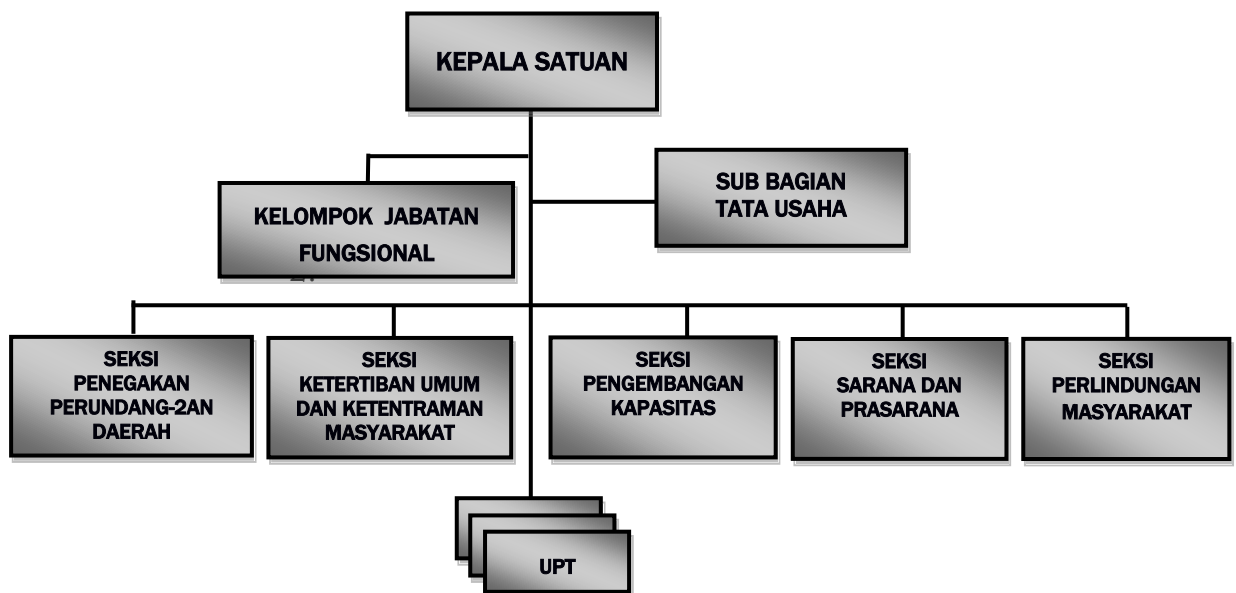 KEPALA SATUAN
SUB BAGIAN
TATA USAHA
KELOMPOK JABATAN
FUNGSIONAL
SEKSI
PENEGAKAN
PERUNDANG-2AN
DAERAH
SEKSI
KETERTIBAN UMUM
DAN KETENTRAMAN
MASYARAKAT
SEKSI
PENGEMBANGAN
KAPASITAS
SEKSI
SARANA DAN
PRASARANA
SEKSI
PERLINDUNGAN
MASYARAKAT
UPT